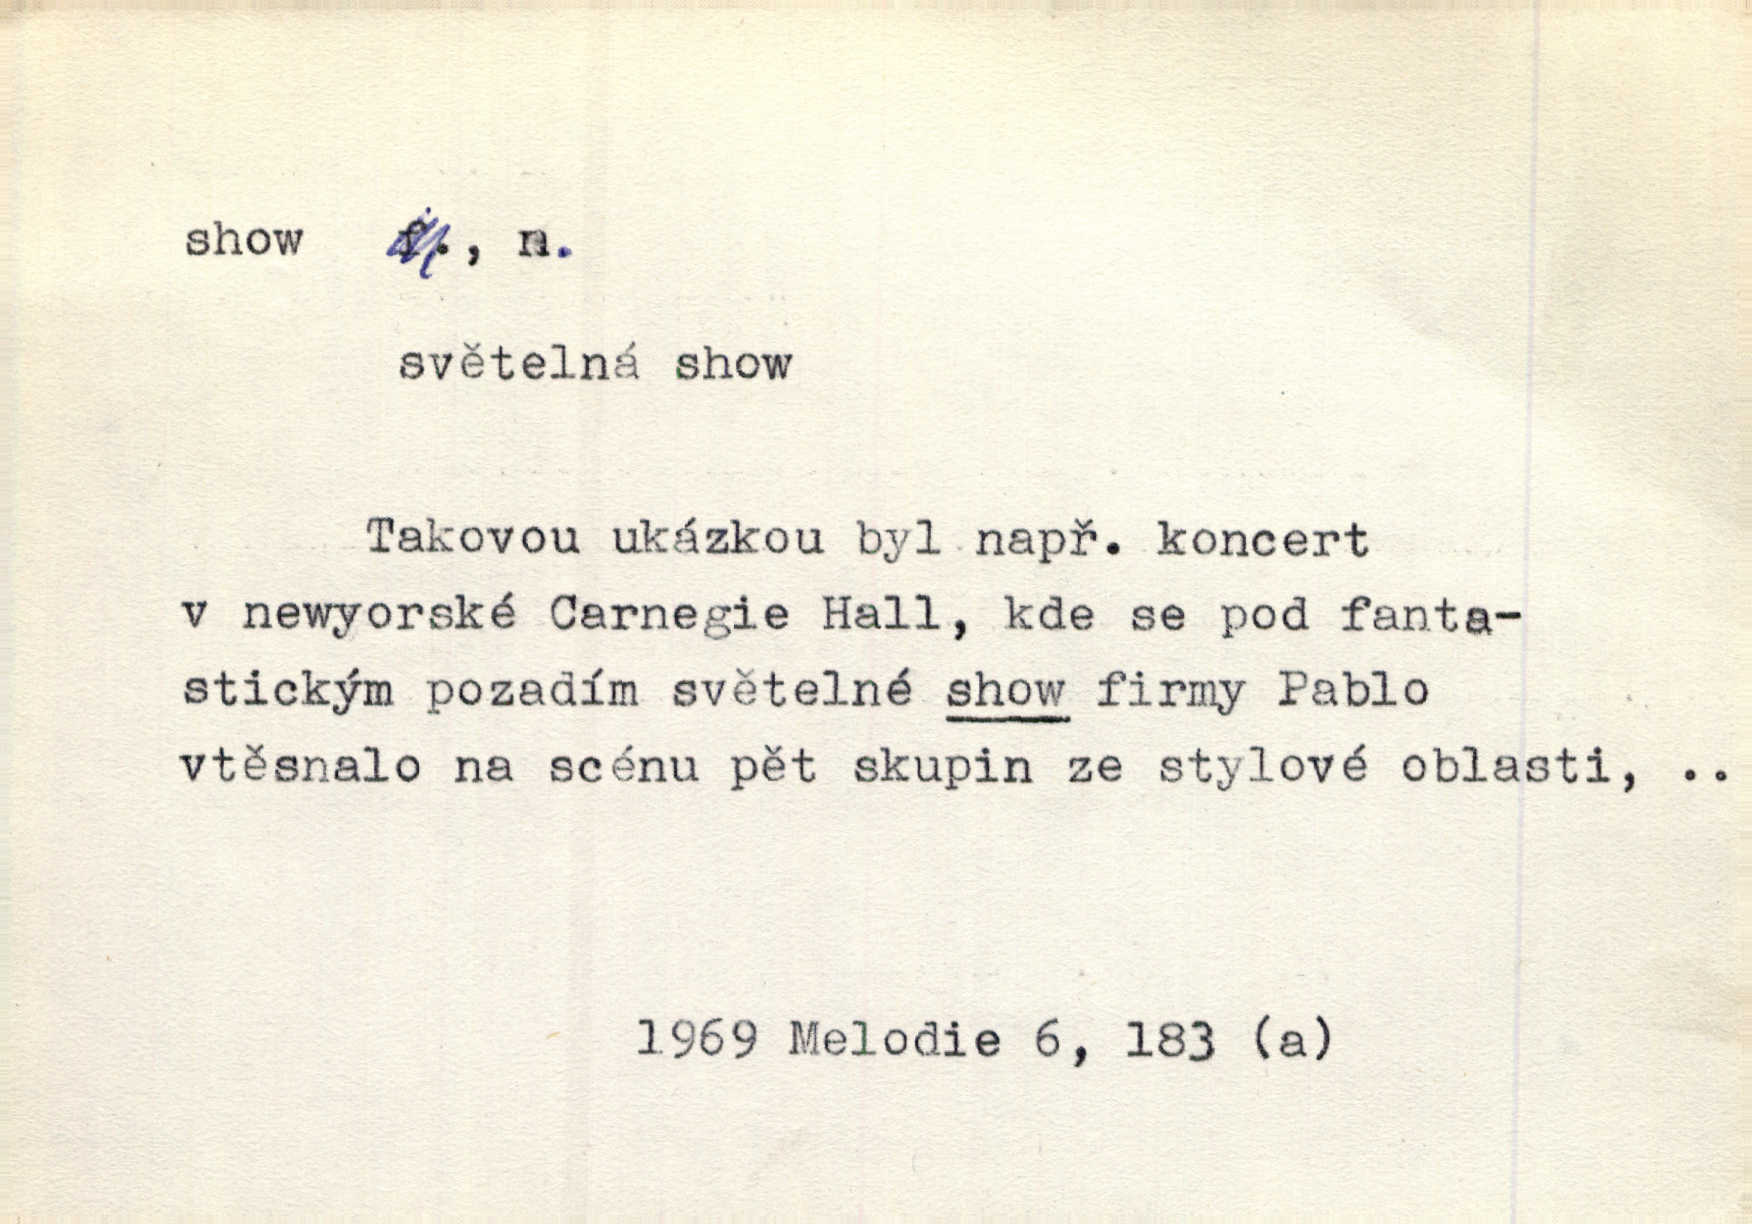 show f., n.
světelná show
Takovou ukázkou byl např. koncert
v newyorské Carnegie Hall, kde se pod fanta-
stickým pozadím světelné show firmy Pablo
vtěsnalo na scénu pět skupin ze stylové oblasti, ..
1969 Melodie 6, 183 (a)